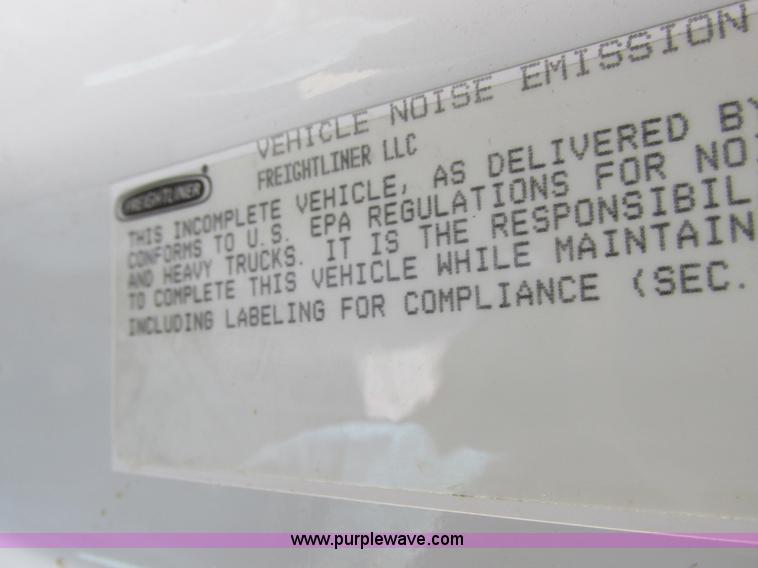 VEHICLE NOISE EMISSION
FREIGHTLINER LLC
FREIGHTLINER
THIS INCOMPLETE VEHICLE, AS DELIVERED BY
CONFORMS TO U.S. EPA REGULATIONS FOR NOI
AND HEAVY TRUCKS. IT IS THE RESPONSIBIL
TO COMPLETE THIS VEHICLE WHILE MAINTAIN
INCLUDING LABELING FOR COMPLIANCE (SEC.
www.purplewave.com